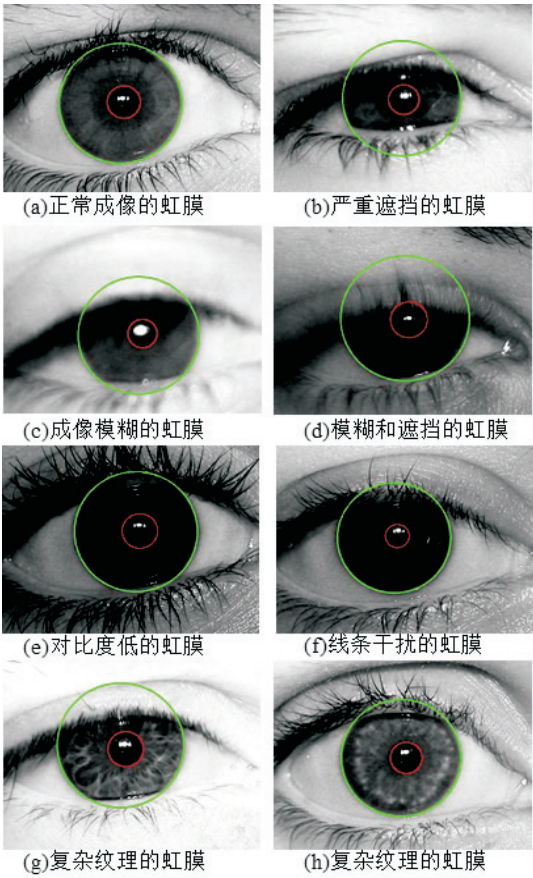 (a)正常成像的虹膜
(b)严重遮挡的虹膜
(c)成像模糊的虹膜
(d)模糊和遮挡的虹膜
(e)对比度低的虹膜
(f)线条干扰的虹膜
(g)复杂纹理的虹膜
(h)复杂纹理的虹膜